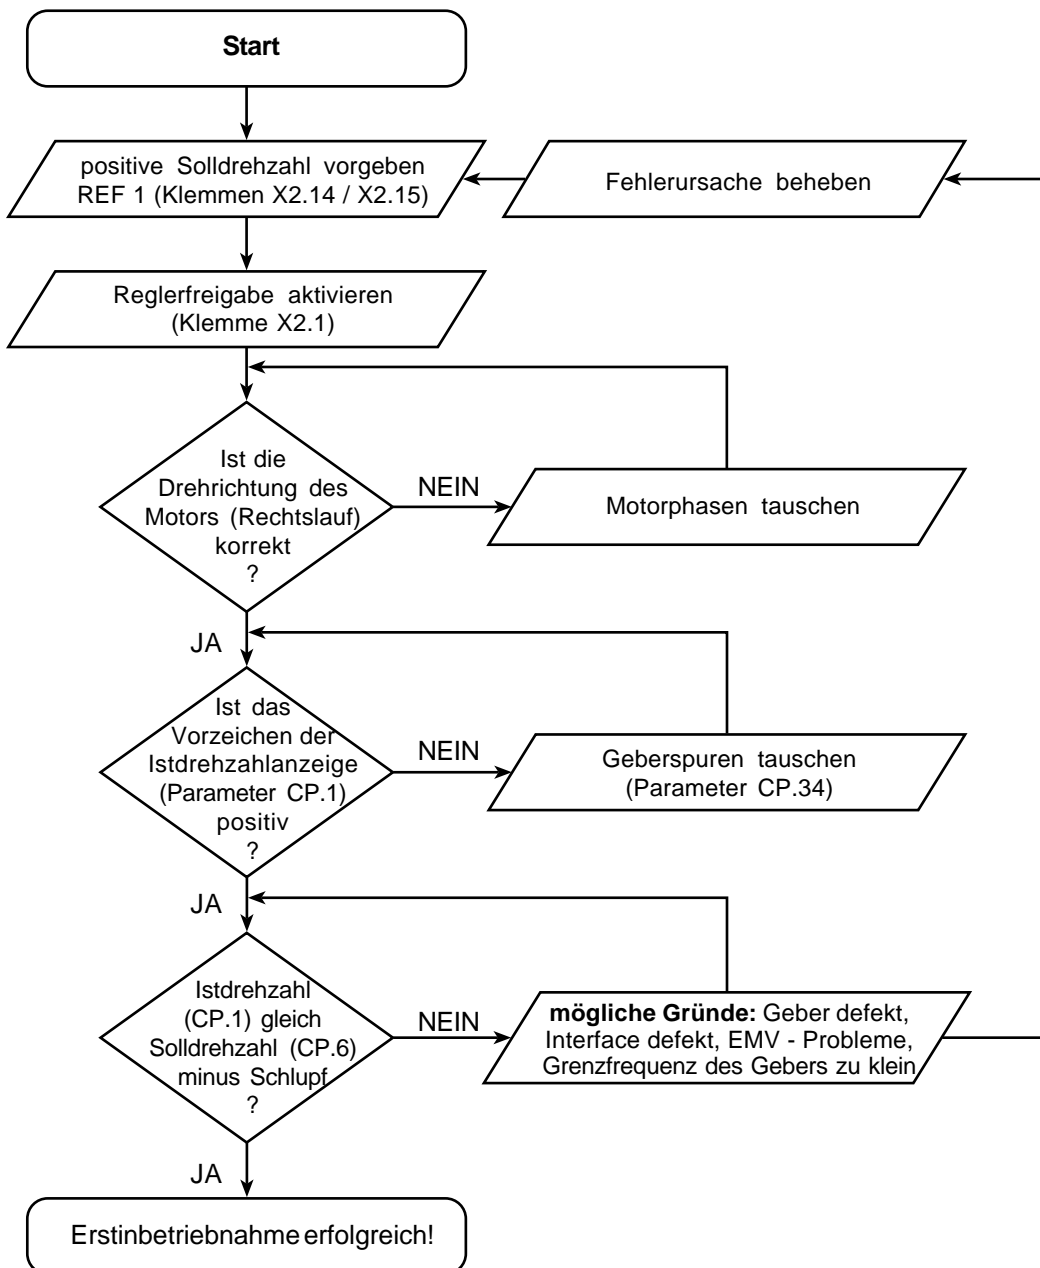 Start
positive Solldrehzahl vorgeben
REF 1 (Klemmen X2.14 / X2.15)
Fehlerursache beheben
Reglerfreigabe aktivieren
(Klemme X2.1)
Ist die
Drehrichtung des
Motors (Rechtslauf)
korrekt
?
NEIN
Motorphasen tauschen
JA
Ist das
Vorzeichen der
Istdrehzahlanzeige
(Parameter CP.1)
positiv
?
NEIN
Geberspuren tauschen
(Parameter CP.34)
JA
Istdrehzahl
(CP.1) gleich
Solldrehzahl (CP.6)
minus Schlupf
?
NEIN
mögliche Gründe: Geber defekt,
Interface defekt, EMV - Probleme,
Grenzfrequenz des Gebers zu klein
JA
Erstinbetriebnahme erfolgreich!